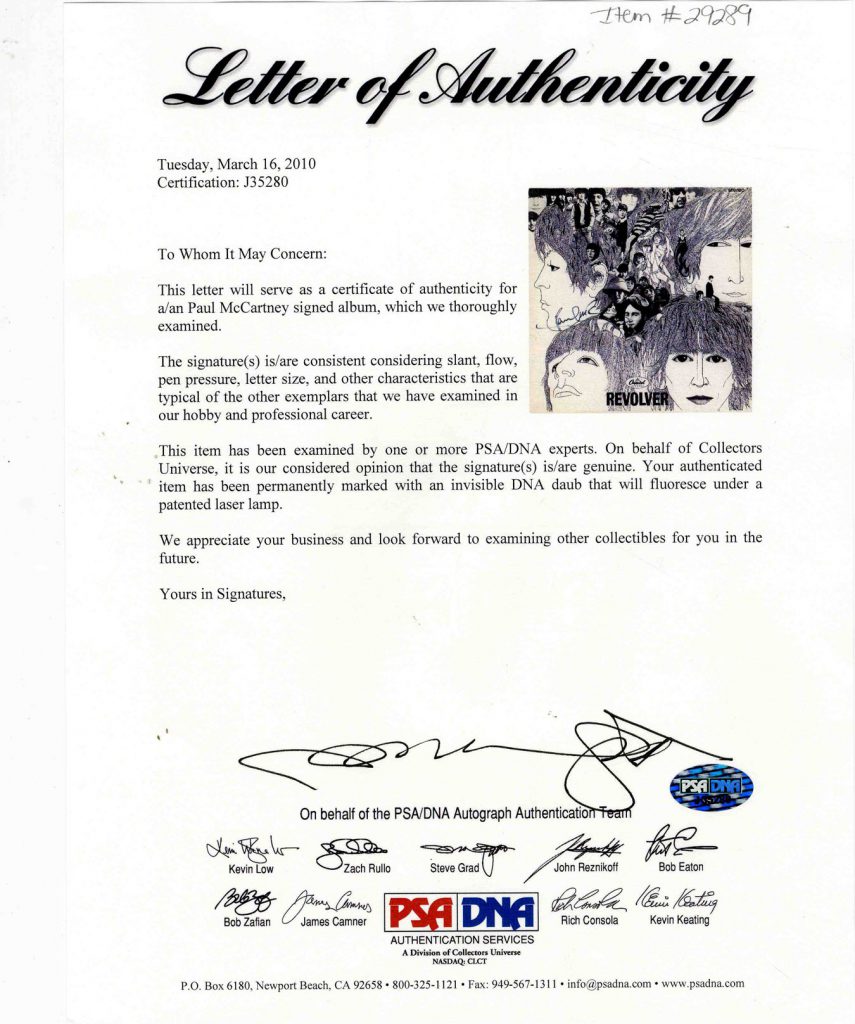 Item #29289
Letter of Authenticity
Tuesday, March 16, 2010
Certification: J35280
To Whom It May Concern:
This letter will serve as a certificate of authenticity for
a/an Paul McCartney signed album, which we thoroughly
examined.
The signature(s) is/are consistent considering slant, flow,
pen pressure, letter size, and other characteristics that are
typical of the other exemplars that we have examined in
our hobby and professional career.
Capitol
REVOLVER
This item has been examined by one or more PSA/DNA experts. On behalf of Collectors
Universe, it is our considered opinion that the signature(s) is/are genuine. Your authenticated
item has been permanently marked with an invisible DNA daub that will fluoresce under a
patented laser lamp.
We appreciate your business and look forward to examining other collectibles for you in the
future.
Yours in Signatures,
PSA DNA
On behalf of the PSA/DNA Autograph Authentication Team
Kevin Low Zach Rullo Steve Grad John Reznikoff Bob Eaton
Bob Zafian James Camner Rich Consola Kevin Keating
PSA DNA
AUTHENTICATION SERVICES
A Division of Collectors Universe
NASDAQ: CLCT
P.O. Box 6180, Newport Beach, CA 92658 • 800-325-1121 • Fax: 949-567-1311 • info@psadna.com • www.psadna.com